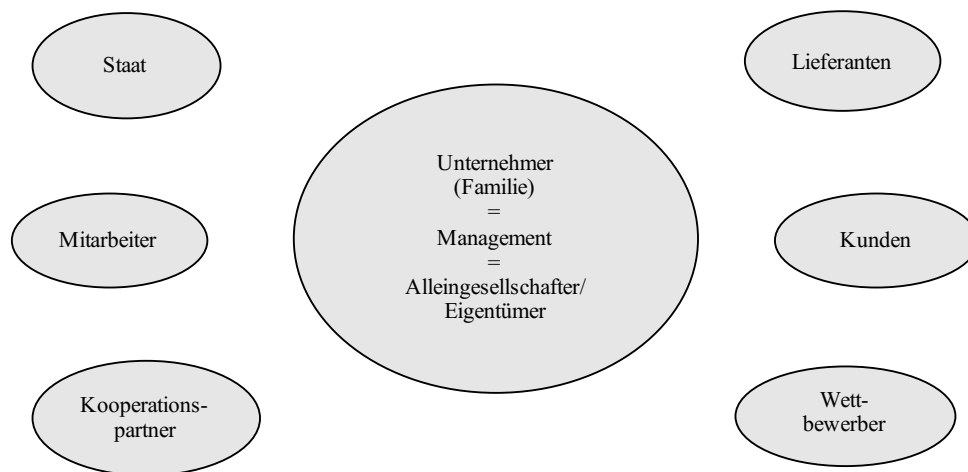 Staat
Lieferanten
Unternehmer
(Familie)
=
Management
=
Alleingesellschafter/
Eigentümer
Mitarbeiter
Kunden
Kooperations-
partner
Wett-
bewerber